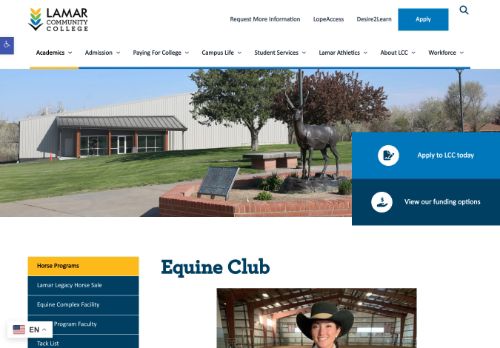 LAMAR
COMMUNITY
COLLEGE
Request More Information
LopeAccess
Desire2Learn
Apply
Academics
Admission
Paying For College
Campus Life
Student Services
Lamar Athletics
About LCC
Workforce
Apply to LCC today
View our funding options
Horse Programs
Lamar Legacy Horse Sale
Equine Complex Facility
Program Faculty
Tack List
EN
Equine Club